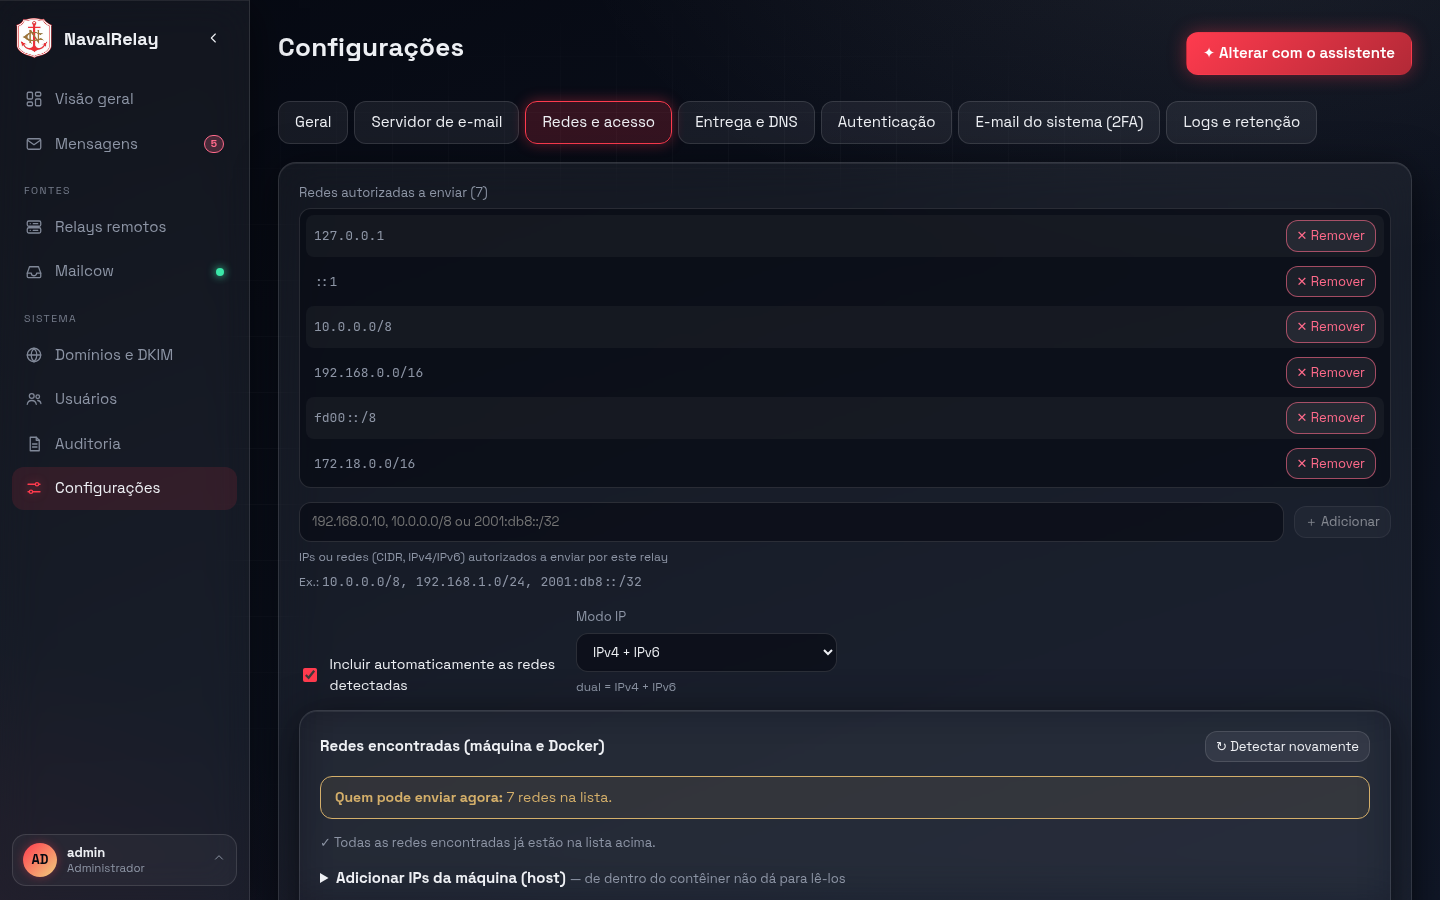 NavalRelay
Visão geral
Mensagens 5
FONTES
Relays remotos
Mailcow
SISTEMA
Domínios e DKIM
Usuários
Auditoria
Configurações
AD admin
Administrador
Configurações
✦ Alterar com o assistente
Geral Servidor de e-mail Redes e acesso Entrega e DNS Autenticação E-mail do sistema (2FA) Logs e retenção
Redes autorizadas a enviar (7)
127.0.0.1 ✕ Remover
::1 ✕ Remover
10.0.0.0/8 ✕ Remover
192.168.0.0/16 ✕ Remover
fd00::/8 ✕ Remover
172.18.0.0/16 ✕ Remover
192.168.0.10, 10.0.0.0/8 ou 2001:db8::/32 + Adicionar
IPs ou redes (CIDR, IPv4/IPv6) autorizados a enviar por este relay
Ex.: 10.0.0.0/8, 192.168.1.0/24, 2001:db8::/32
Incluir automaticamente as redes
detectadas
Modo IP
IPv4 + IPv6
dual = IPv4 + IPv6
Redes encontradas (máquina e Docker) ↻ Detectar novamente
Quem pode enviar agora: 7 redes na lista.
✓ Todas as redes encontradas já estão na lista acima.
▶ Adicionar IPs da máquina (host) — de dentro do contêiner não dá para lê-los